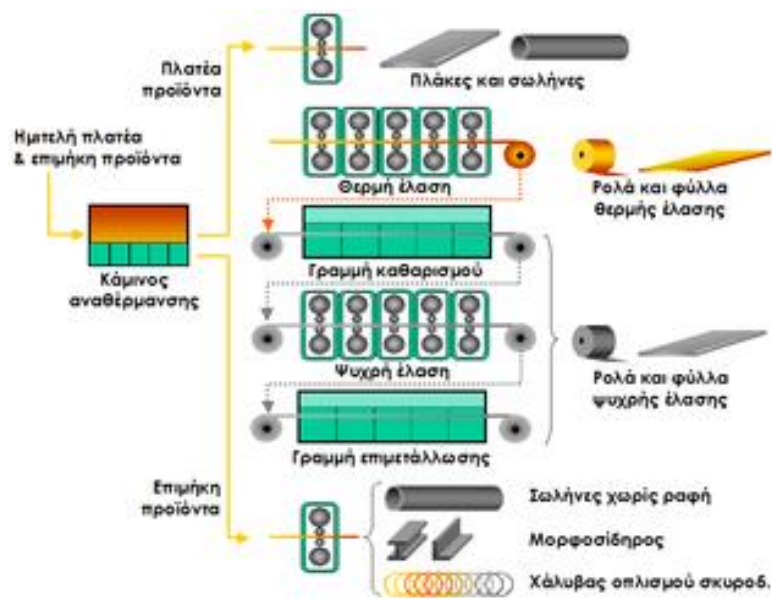 Πλατέα
προϊόντα
Πλάκες και σωλήνες
Ημιτελή πλατέα
& επιμήκη προϊόντα
Θερμή έλαση
Ρολά και φύλλα
θερμής έλασης
Κάμινος
αναθέρμανσης
Γραμμή καθαρισμού
Ψυχρή έλαση
Ρολά και φύλλα
ψυχρής έλασης
Γραμμή επιμετάλλωσης
Επιμήκη
προϊόντα
Σωλήνες χωρίς ραφή
Μορφοσίδηρος
Χάλυβας οπλισμού σκυροδ.